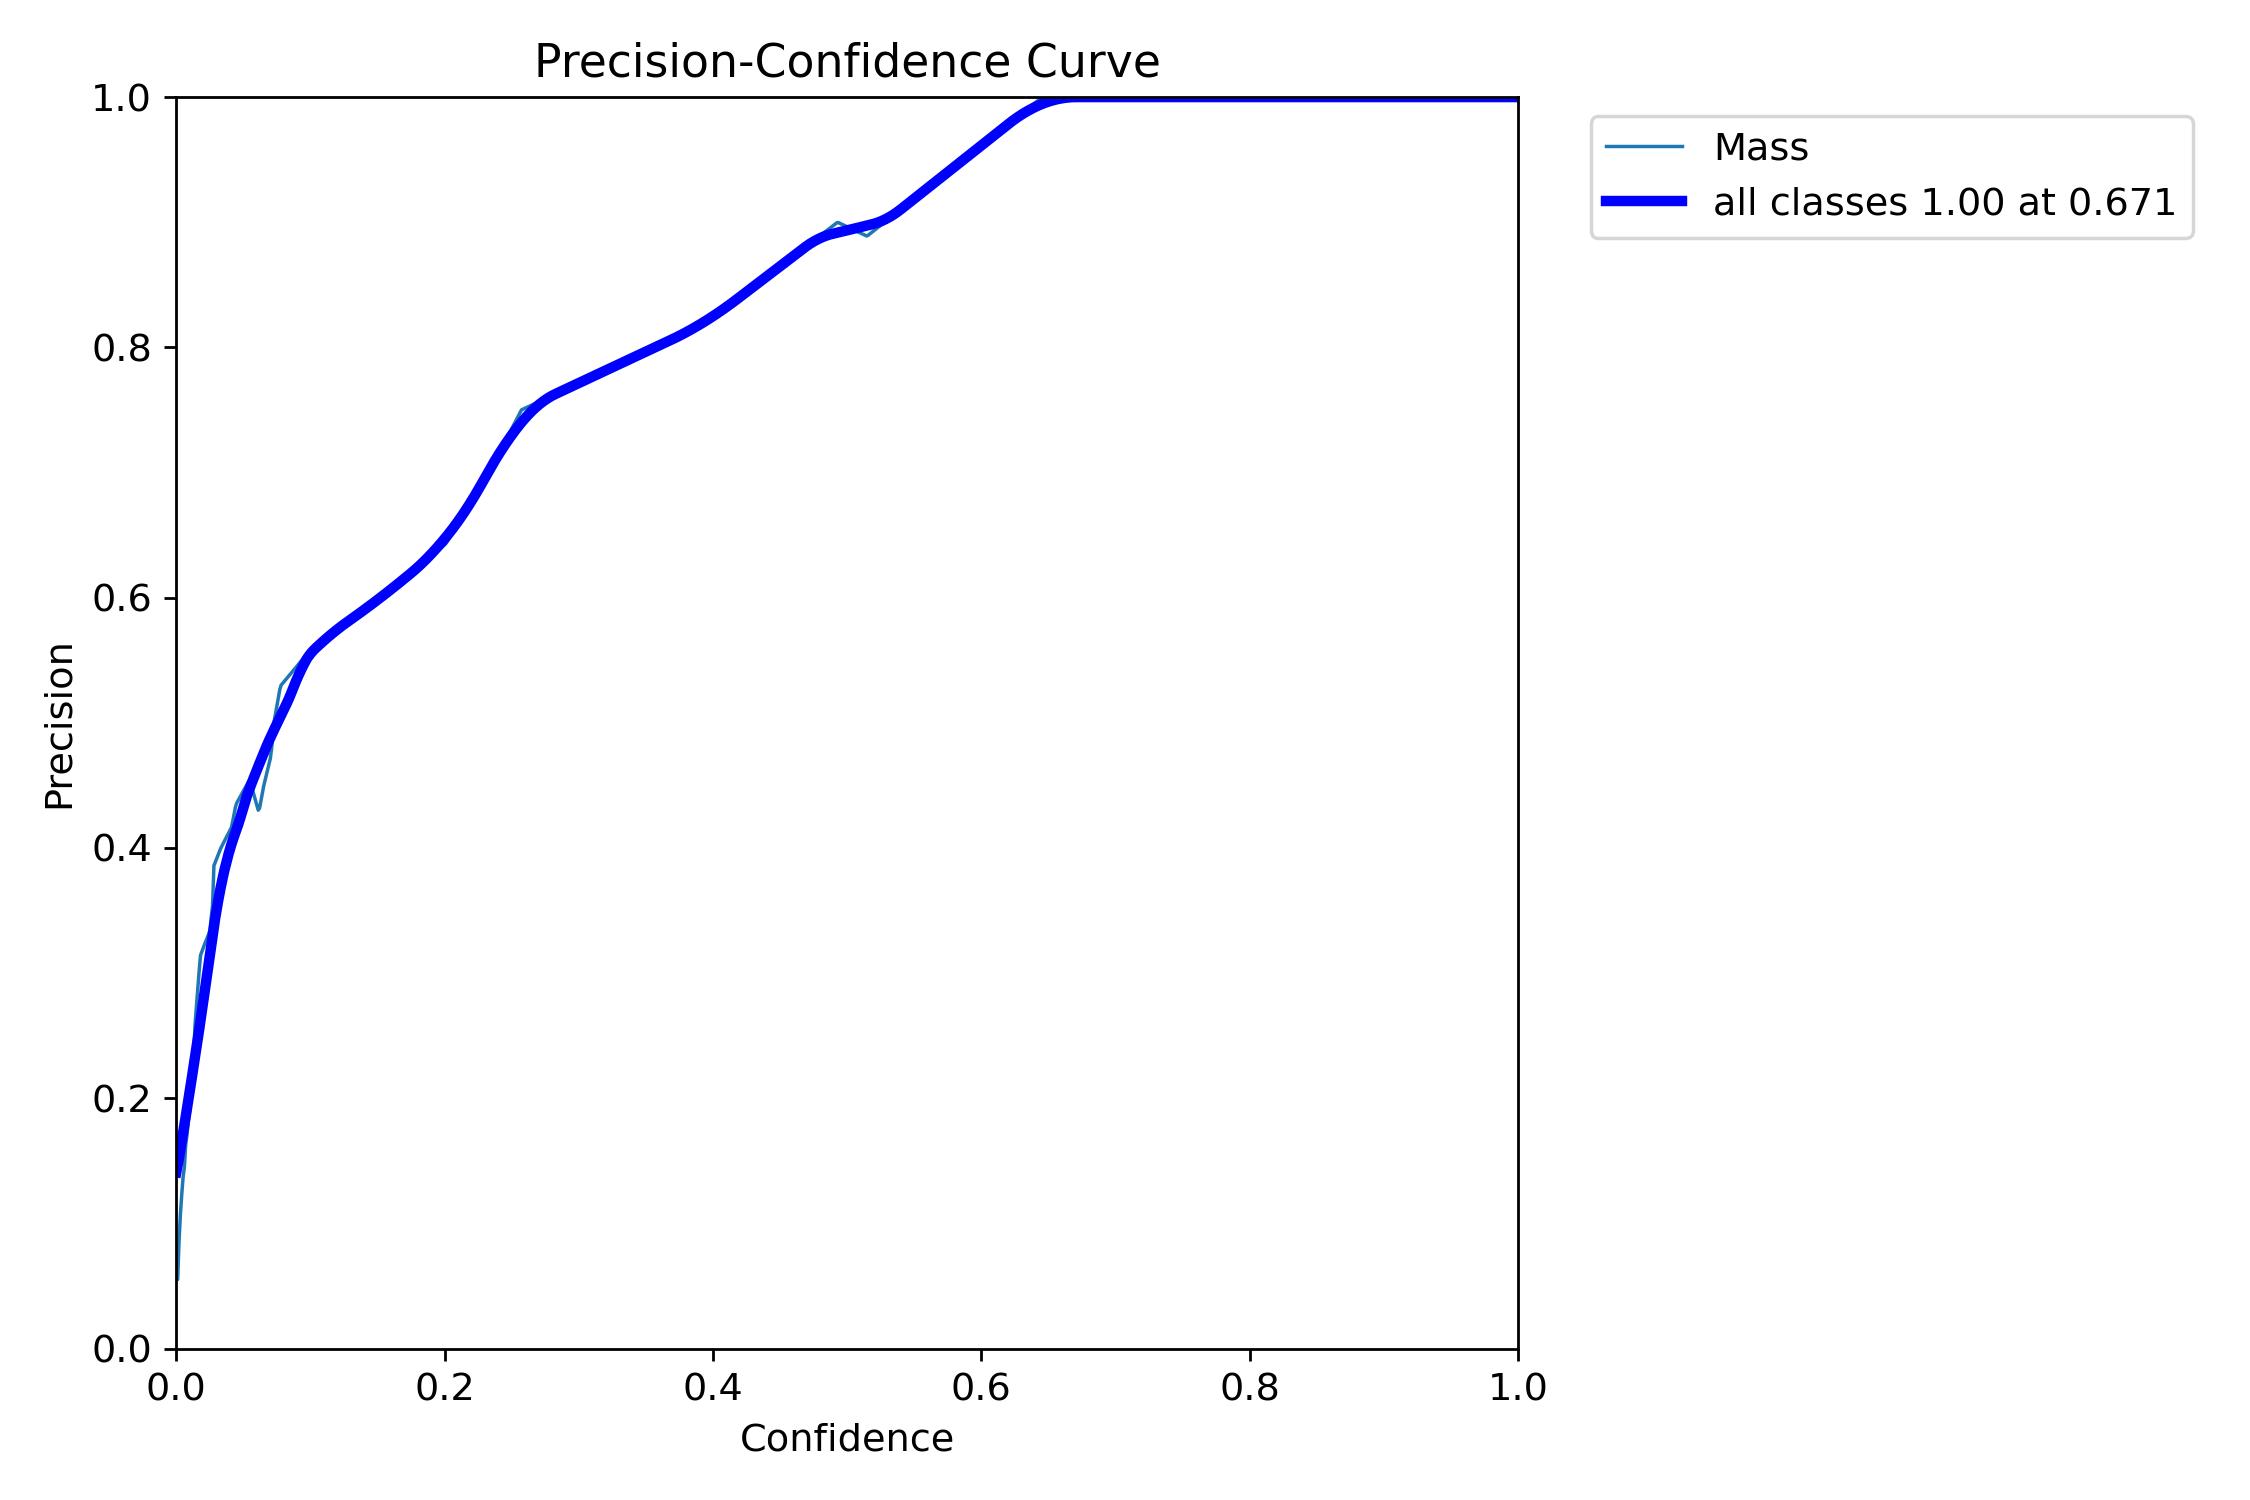 Precision-Confidence Curve
1.0
0.8
0.6
0.4
0.2
0.0
Precision
0.0 0.2 0.4 0.6 0.8 1.0
Confidence
Mass
all classes 1.00 at 0.671